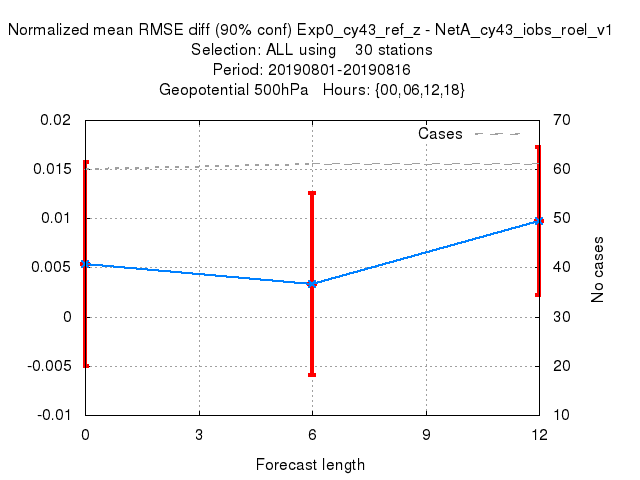 Normalized mean RMSE diff (90% conf) Exp0_cy43_ref_z - NetA_cy43_iobs_roel_v1
Selection: ALL using 30 stations
Period: 20190801-20190816
Geopotential 500hPa Hours: {00,06,12,18}
Cases
0.02
0.015
0.01
0.005
0
-0.005
-0.01
70
60
50
40
30
20
10
No cases
0 3 6 9 12
Forecast length